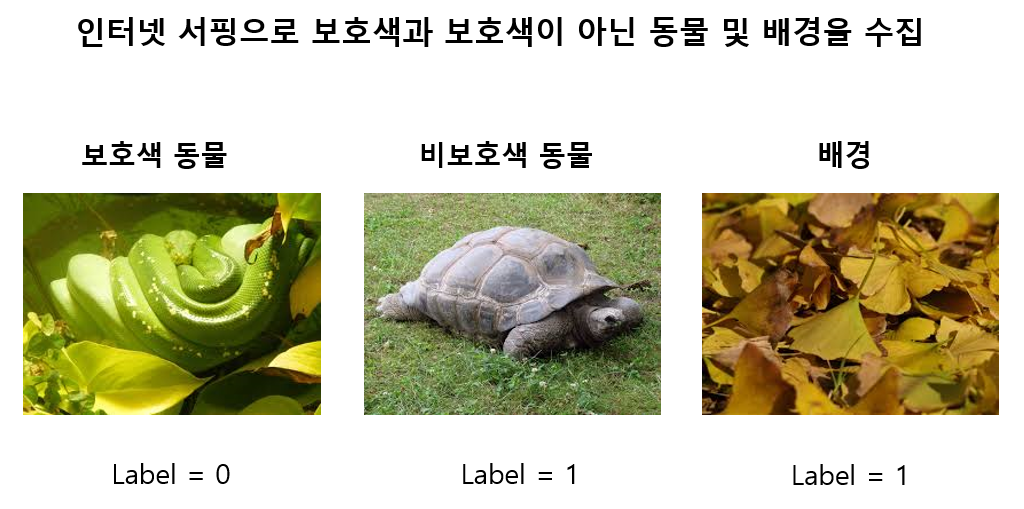 인터넷 서핑으로 보호색과 보호색이 아닌 동물 및 배경을 수집
보호색 동물
비보호색 동물
배경
Label = 0
Label = 1
Label = 1